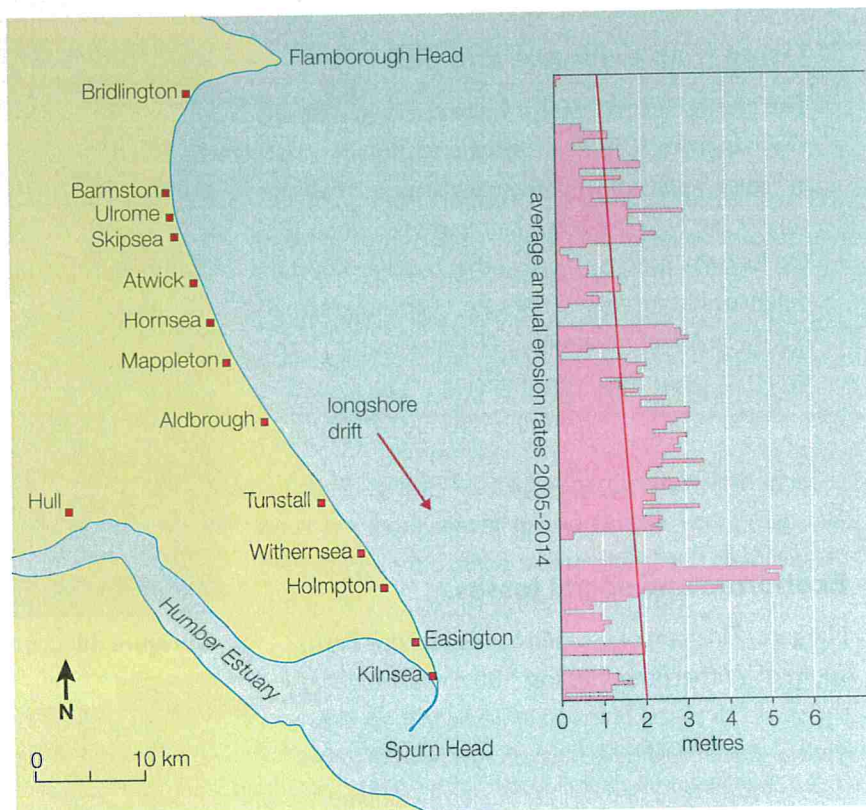 Flamborough Head
Bridlington
Barmston
Ulrome
Skipsea
Atwick
Hornsea
Mappleton
Aldbrough
longshore
drift
Hull
Tunstall
Withernsea
Holmpton
Humber Estuary
Easington
Kilnsea
Spurn Head
N
0 10 km
average annual erosion rates 2005-2014
0 1 2 3 4 5 6
metres